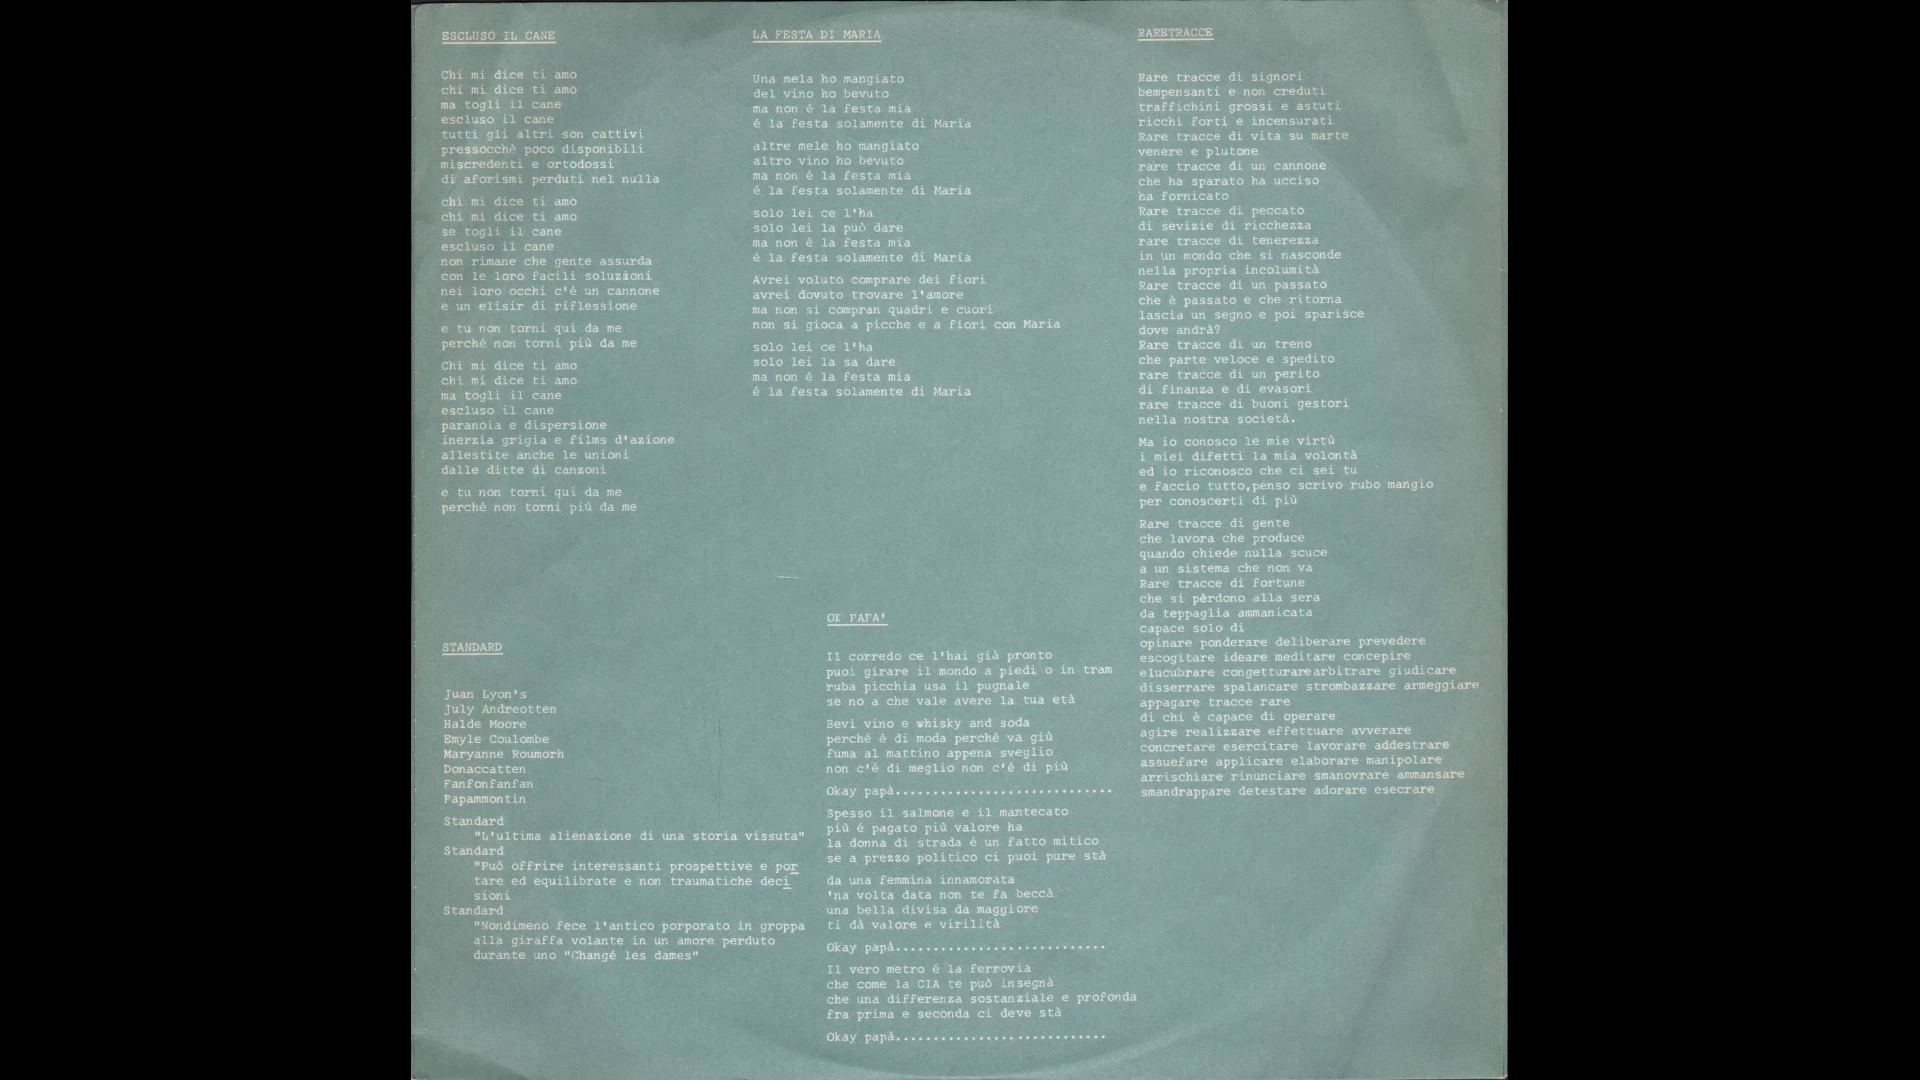 ESCLUSO IL CANE
Chi mi dice ti amo
chi mi dice ti amo
ma togli il cane
escluso il cane
tutti gli altri son cattivi
pressocchè poco disponibili
miscredenti e ortodossi
di aforismi perduti nel nulla
chi mi dice ti amo
chi mi dice ti amo
se togli il cane
escluso il cane
non rimane che gente assurda
con le loro facili soluzioni
nei loro occhi c'é un cannone
e un elisir di riflessione
e tu non torni qui da me
perché non torni più da me
Chi mi dice ti amo
chi mi dice ti amo
ma togli il cane
escluso il cane
paranoia e dispersione
inerzia grigia e films d'azione
allestite anche le unioni
dalle ditte di canzoni
e tu non torni qui da me
perché non torni più da me
STANDARD
Juan Lyon's
July Andreotten
Halde Moore
Emyle Coulombe
Maryanne Roumorh
Donaccatten
Fanfonfanfan
Papammontin
Standard
"L'ultima alienazione di una storia vissuta"
Standard
"Può offrire interessanti prospettive e por
tare ed equilibrate e non traumatiche deci
sioni
Standard
"Nondimeno fece l'antico porporato in groppa
alla giraffa volante in un amore perduto
durante uno "Changé les dames"
LA FESTA DI MARIA
Una mela ho mangiato
del vino ho bevuto
ma non é la festa mia
é la festa solamente di Maria
altre mele ho mangiato
altro vino ho bevuto
ma non é la festa mia
é la festa solamente di Maria
solo lei ce l'ha
solo lei la può dare
ma non é la festa mia
é la festa solamente di Maria
Avrei voluto comprare dei fiori
avrei dovuto trovare l'amore
ma non si compran quadri e cuori
non si gioca a picche e a fiori con Maria
solo lei ce l'ha
solo lei la sa dare
ma non é la festa mia
é la festa solamente di Maria
OK PAPA'
Il corredo ce l'hai già pronto
puoi girare il mondo a piedi o in tram
ruba picchia usa il pugnale
se no a che vale avere la tua età
Bevi vino e whisky and soda
perché é di moda perché va giù
fuma al mattino appena sveglio
non c'é di meglio non c'é di più
Okay papà.............................
Spesso il salmone e il mantecato
più é pagato più valore ha
la donna di strada é un fatto mitico
se a prezzo politico ci puoi pure stà
da una femmina innamorata
'na volta data non te fa beccà
una bella divisa da maggiore
ti dà valore e virilità
Okay papà............................
Il vero metro é la ferrovia
che come la CIA te può insegnà
che una differenza sostanziale e profonda
fra prima e seconda ci deve stà
Okay papà............................
RARETRACCE
Rare tracce di signori
bempensanti e non creduti
traffichini grossi e astuti
ricchi forti e incensurati
Rare tracce di vita su marte
venere e plutone
rare tracce di un cannone
che ha sparato ha ucciso
ha fornicato
Rare tracce di peccato
di sevizie di ricchezza
rare tracce di tenerezza
in un mondo che si nasconde
nella propria incolumità
Rare tracce di un passato
che è passato e che ritorna
lascia un segno e poi sparisce
dove andrà?
Rare tracce di un treno
che parte veloce e spedito
rare tracce di un perito
di finanza e di evasori
rare tracce di buoni gestori
nella nostra società.
Ma io conosco le mie virtù
i miei difetti la mia volontà
ed io riconosco che ci sei tu
e faccio tutto,penso scrivo rubo mangio
per conoscerti di più
Rare tracce di gente
che lavora che produce
quando chiede nulla scuce
a un sistema che non va
Rare tracce di fortune
che si pèrdono alla sera
da teppaglia ammanicata
capace solo di
opinare ponderare deliberare prevedere
escogitare ideare meditare concepire
elucubrare congetturare arbitrare giudicare
disserrare spalancare strombazzare armeggiare
appagare tracce rare
di chi è capace di operare
agire realizzare effettuare avverare
concretare esercitare lavorare addestrare
assuefare applicare elaborare manipolare
arrischiare rinunciare smanovrare ammansare
smandrappare detestare adorare esecrare